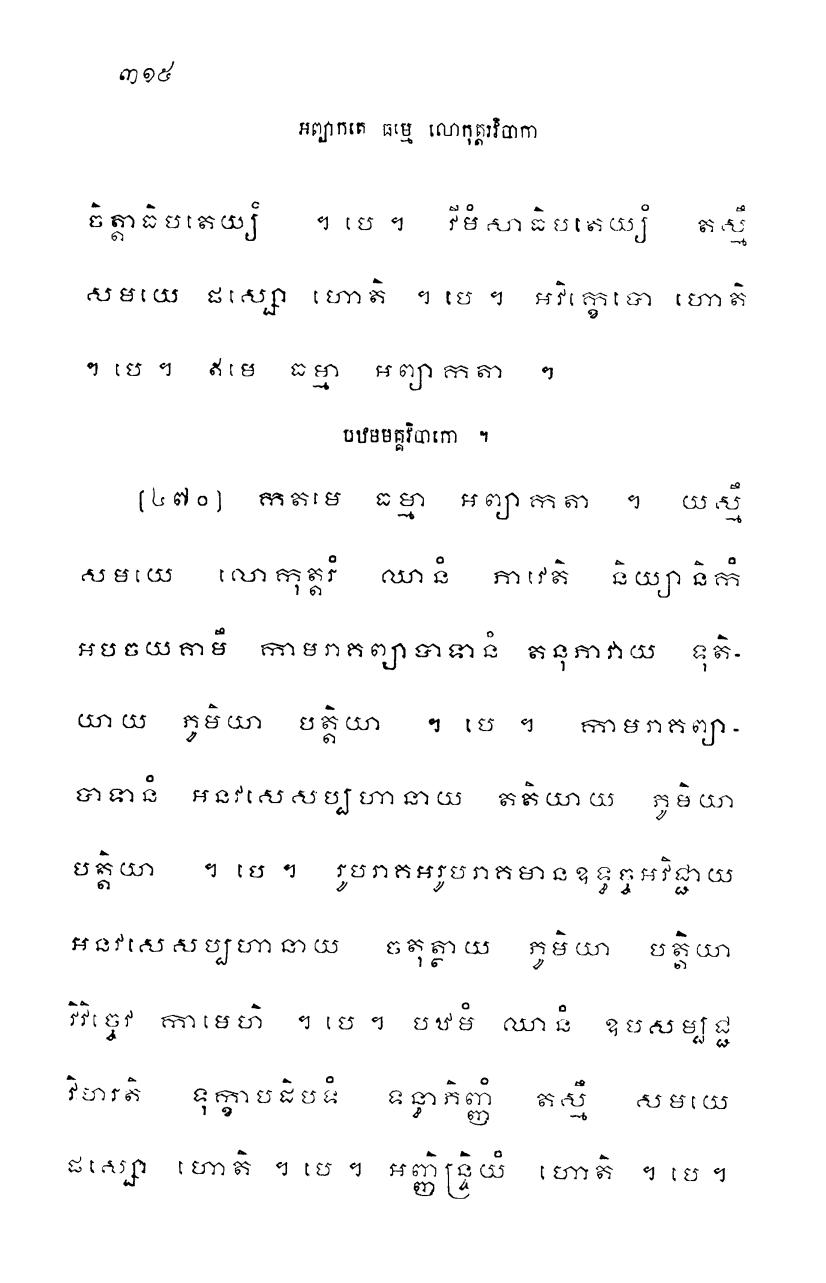 ៣១៥
អព្យាកតេ ធម្មេ លោកុត្តរវិបាកា
ចិត្តាធិបតេយ្យំ ។ បេ ។ វីមំសាធិបតេយ្យំ តស្មឹ
សមយេ ផស្សោ ហោតិ ។ បេ ។ អវិក្ខេបោ ហោតិ
។ បេ ។ ឥមេ ធម្មា អព្យាកតា ។
បឋមមគ្គវិបាកោ ។
[៤៧០] កតមេ ធម្មា អព្យាកតា ។ យស្មឹ
សមយេ លោកុត្តរំ ឈានំ ភាវេតិ និយ្យានិកំ
អបចយគាមឹ កាមរាគព្យាបាទានំ តនុភាវាយ ទុតិ-
យាយ ភូមិយា បត្តិយា ។ បេ ។ កាមរាគព្យា-
បាទានំ អនវសេសប្បហានាយ តតិយាយ ភូមិយា
បត្តិយា ។ បេ ។ រូបរាគអរូបរាគមានឧទ្ធច្ចអវិជ្ជាយ
អនវសេសប្បហានាយ ចតុត្ថាយ ភូមិយា បត្តិយា
វិវិច្ចេវ កាមេហិ ។ បេ ។ បឋមំ ឈានំ ឧបសម្បជ្ជ
វិហរតិ ទុក្ខាបដិបទំ ទន្ធាភិញ្ញំ តស្មឹ សមយេ
ផស្សោ ហោតិ ។ បេ ។ អញ្ញិន្ទ្រិយំ ហោតិ ។ បេ ។